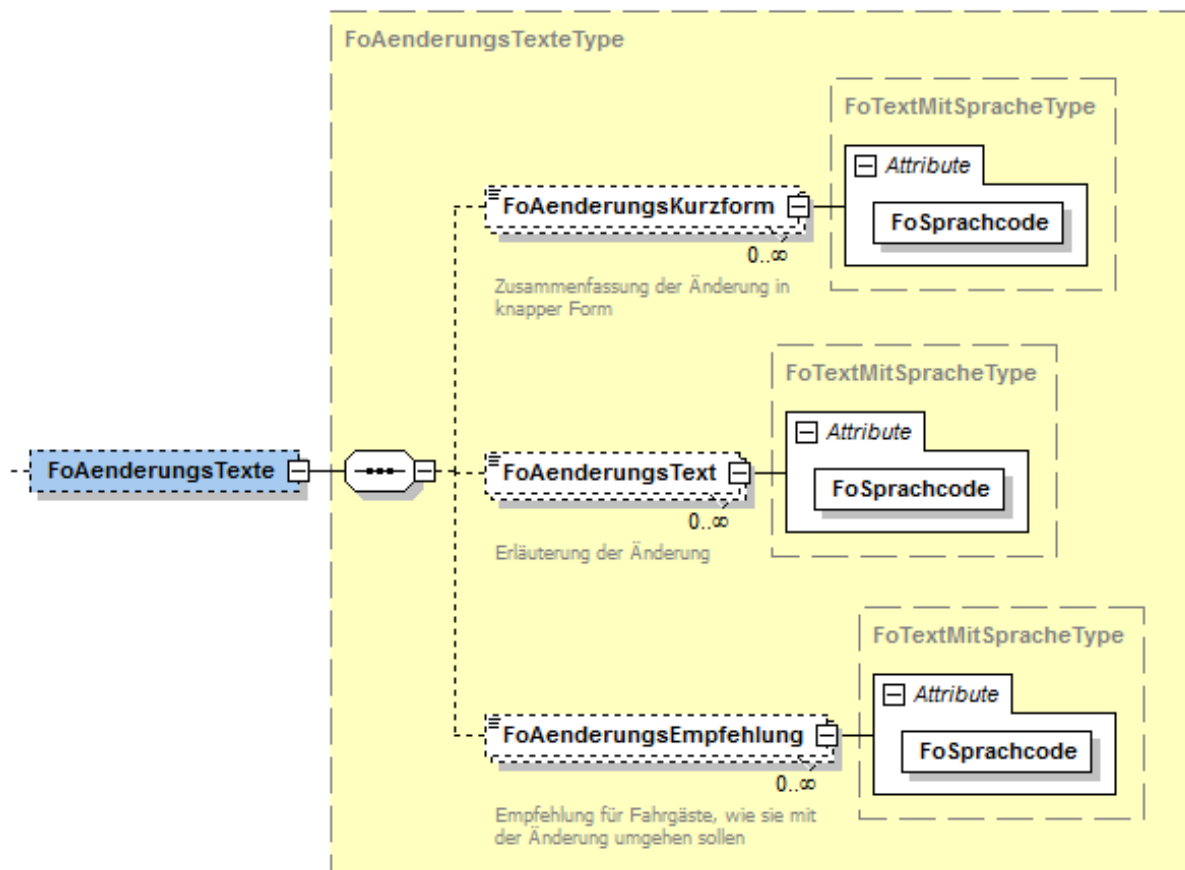 FoAenderungsTexteType
FoTextMitSpracheType
Attribute
FoAenderungsKurzform
FoSprachcode
0..∞
Zusammenfassung der Änderung in
knapper Form
FoTextMitSpracheType
Attribute
FoAenderungsTexte
FoAenderungsText
FoSprachcode
0..∞
Erläuterung der Änderung
FoTextMitSpracheType
Attribute
FoAenderungsEmpfehlung
FoSprachcode
0..∞
Empfehlung für Fahrgäste, wie sie mit
der Änderung umgehen sollen